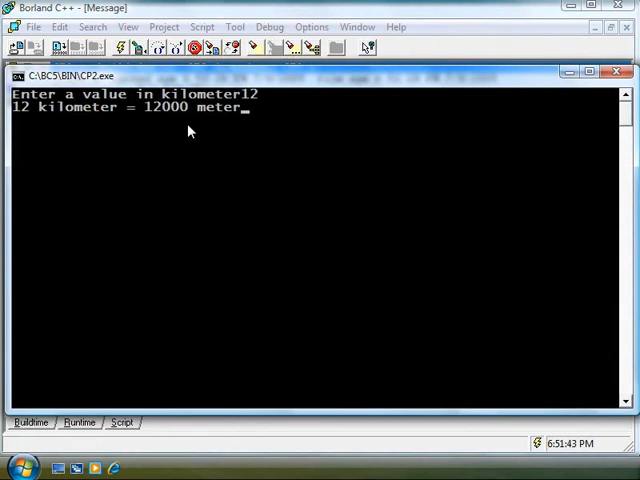 Borland C++ - [Message]
File Edit Search View Project Script Tool Debug Options Window Help
C:\BC5\BIN\CP2.exe
Enter a value in kilometer12
12 kilometer = 12000 meter_
Buildtime Runtime Script
6:51:43 PM